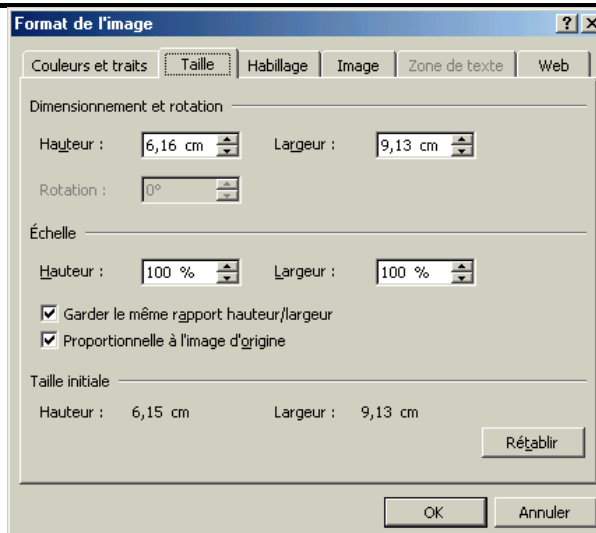 Format de l'image ? ×
Couleurs et traits Taille Habillage Image Zone de texte Web
Dimensionnement et rotation
Hauteur : 6,16 cm Largeur : 9,13 cm
Rotation : 0°
Échelle
Hauteur : 100 % Largeur : 100 %
Garder le même rapport hauteur/largeur
Proportionnelle à l'image d'origine
Taille initiale
Hauteur : 6,15 cm Largeur : 9,13 cm
Rétablir
OK Annuler